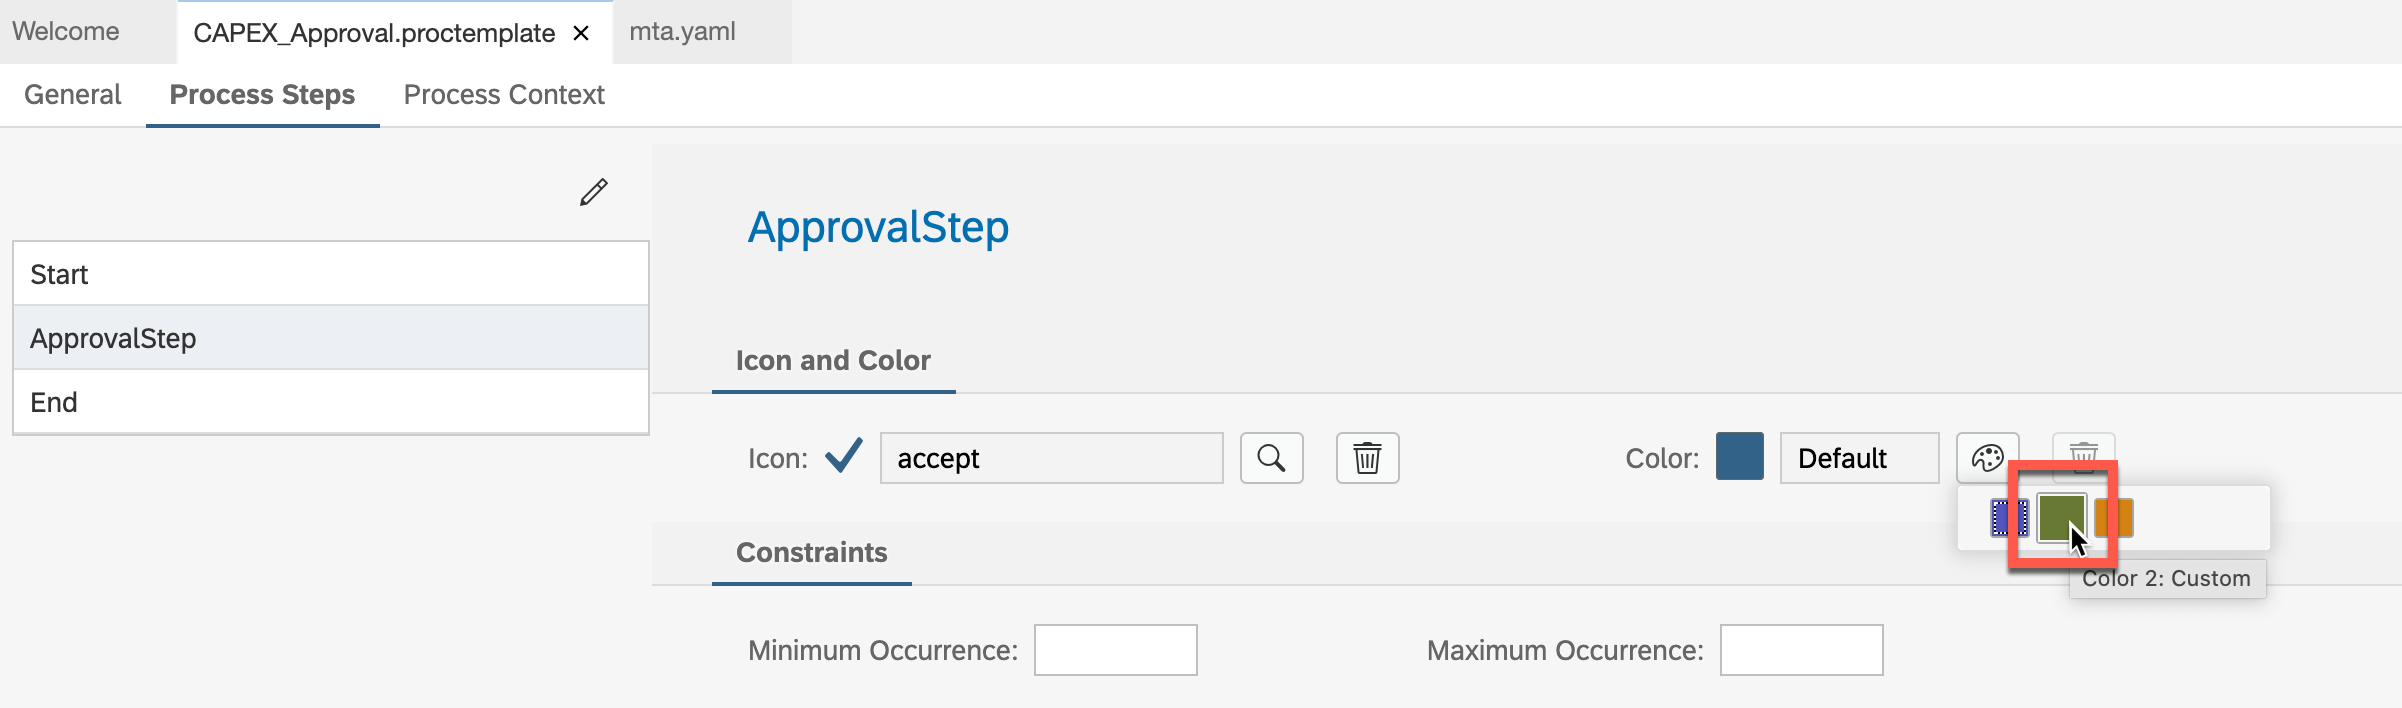 Welcome CAPEX_Approval.proctemplate × mta.yaml
General Process Steps Process Context
ApprovalStep
Start
ApprovalStep
End
Icon and Color
Icon: accept Color: Default
Color 2: Custom
Constraints
Minimum Occurrence: Maximum Occurrence: